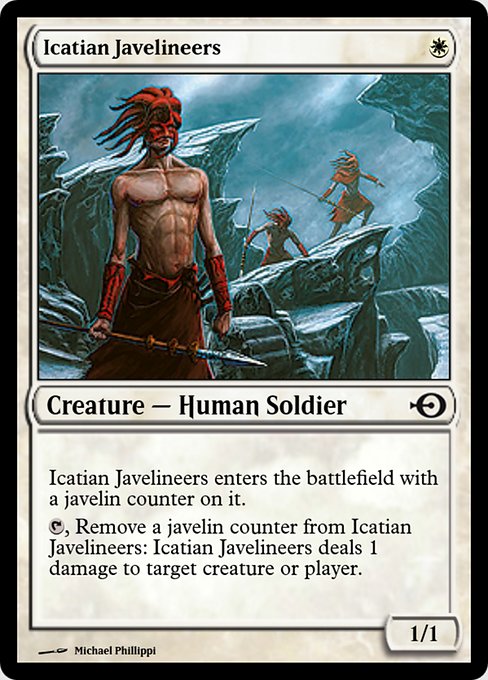 Icatian Javelineers
Creature — Human Soldier
Icatian Javelineers enters the battlefield with
a javelin counter on it.
, Remove a javelin counter from Icatian
Javelineers: Icatian Javelineers deals 1
damage to target creature or player.
1/1
Michael Phillippi